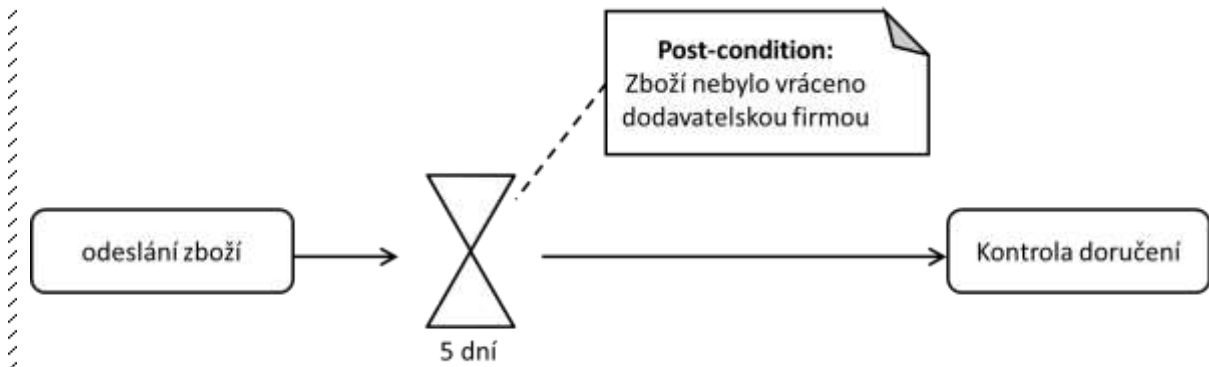 Post-condition:
Zboží nebylo vráceno
dodavatelskou firmou
odeslání zboží
Kontrola doručení
5 dní